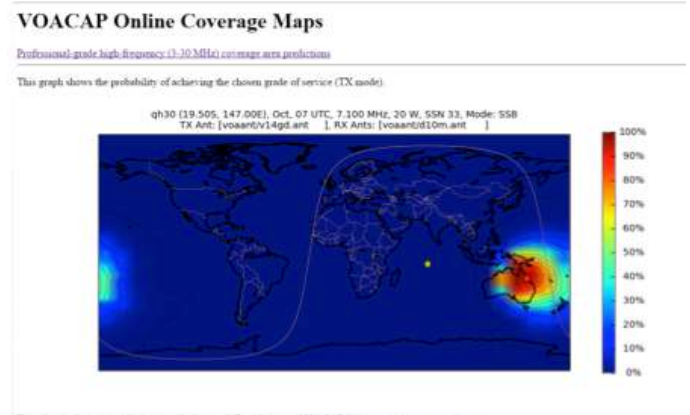 VOACAP Online Coverage Maps
Professional-grade high-frequency (3-30 MHz) coverage area predictions
This graph shows the probability of achieving the chosen grade of service (TX mode).
qh30 (19.50S, 147.00E), Oct, 07 UTC, 7.100 MHz, 20 W, SSN 33, Mode: SSB
TX Ant: [voaant/v14gd.ant ], RX Ants: [voaant/d10m.ant ]
100%
90%
80%
70%
60%
50%
40%
30%
20%
10%
0%